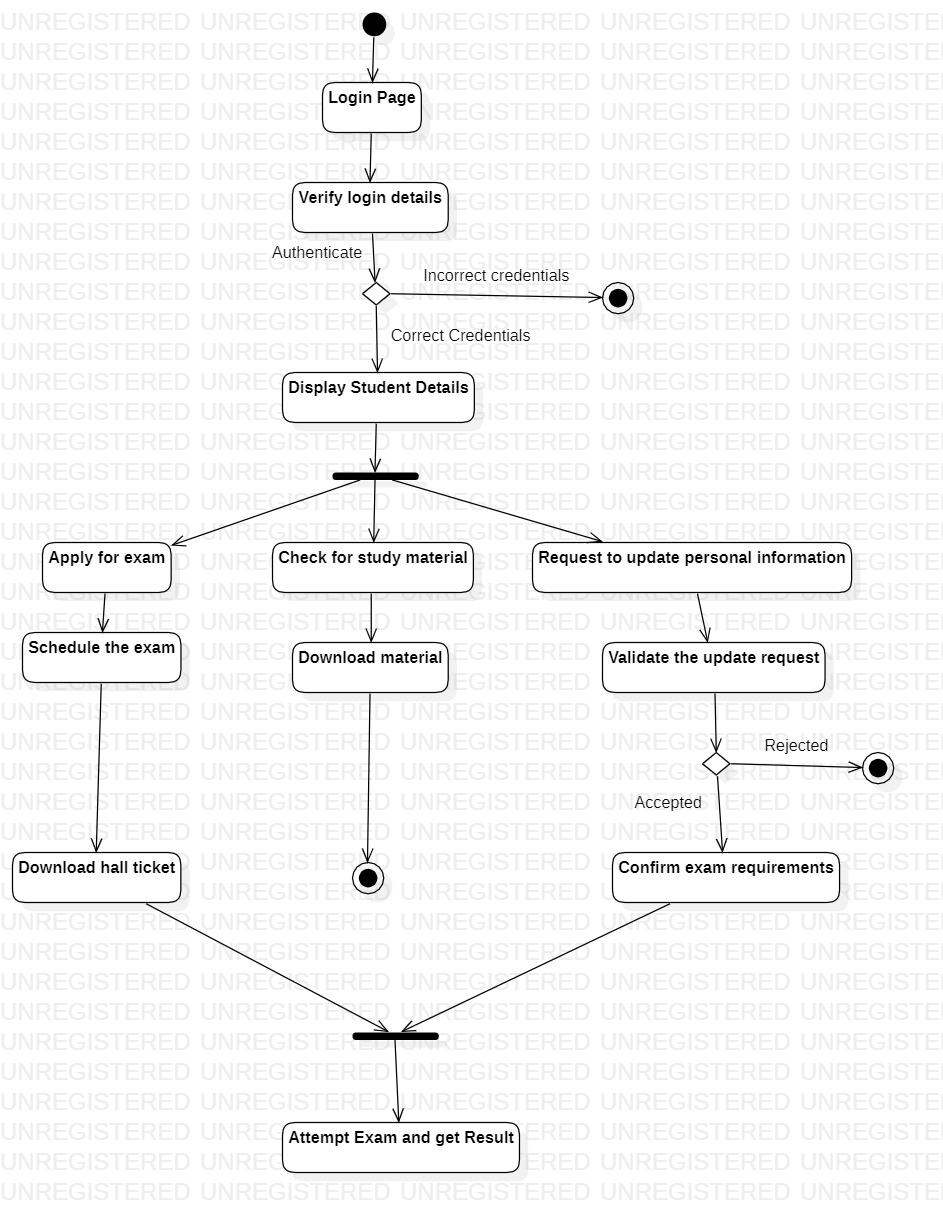 Login Page
Verify login details
Authenticate
Incorrect credentials
Correct Credentials
Display Student Details
Apply for exam
Check for study material
Request to update personal information
Schedule the exam
Download material
Validate the update request
Rejected
Accepted
Download hall ticket
Confirm exam requirements
Attempt Exam and get Result
UNREGISTERED